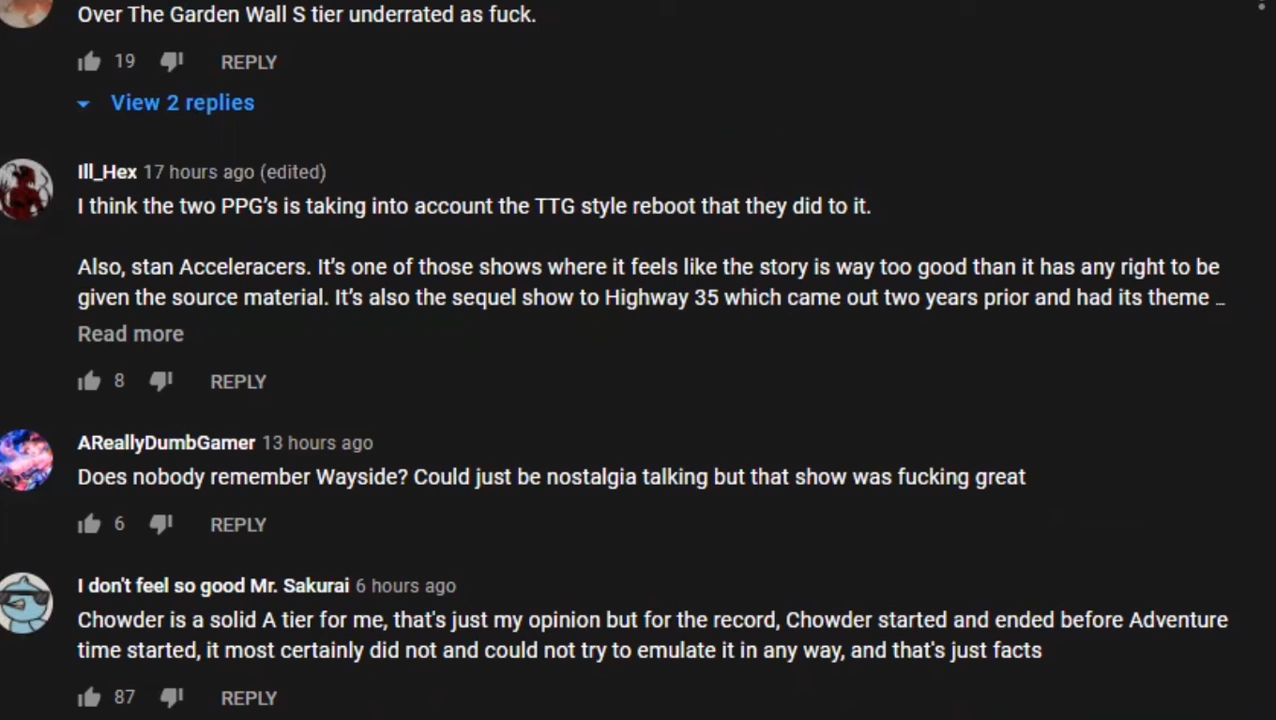 Over The Garden Wall S tier underrated as fuck.
19 REPLY
View 2 replies
Ill_Hex 17 hours ago (edited)
I think the two PPG's is taking into account the TTG style reboot that they did to it.
Also, stan Acceleracers. It's one of those shows where it feels like the story is way too good than it has any right to be
given the source material. It's also the sequel show to Highway 35 which came out two years prior and had its theme ...
Read more
8 REPLY
AReallyDumbGamer 13 hours ago
Does nobody remember Wayside? Could just be nostalgia talking but that show was fucking great
6 REPLY
I don't feel so good Mr. Sakurai 6 hours ago
Chowder is a solid A tier for me, that's just my opinion but for the record, Chowder started and ended before Adventure
time started, it most certainly did not and could not try to emulate it in any way, and that's just facts
87 REPLY